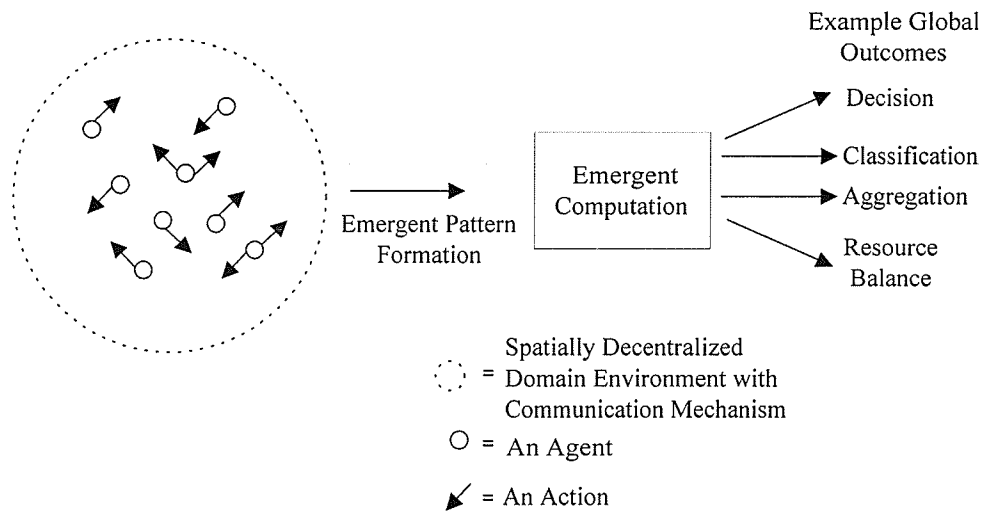 Example Global
Outcomes
Decision
Classification
Aggregation
Resource
Balance
Emergent
Computation
Emergent Pattern
Formation
= Spatially Decentralized
Domain Environment with
Communication Mechanism
= An Agent
= An Action